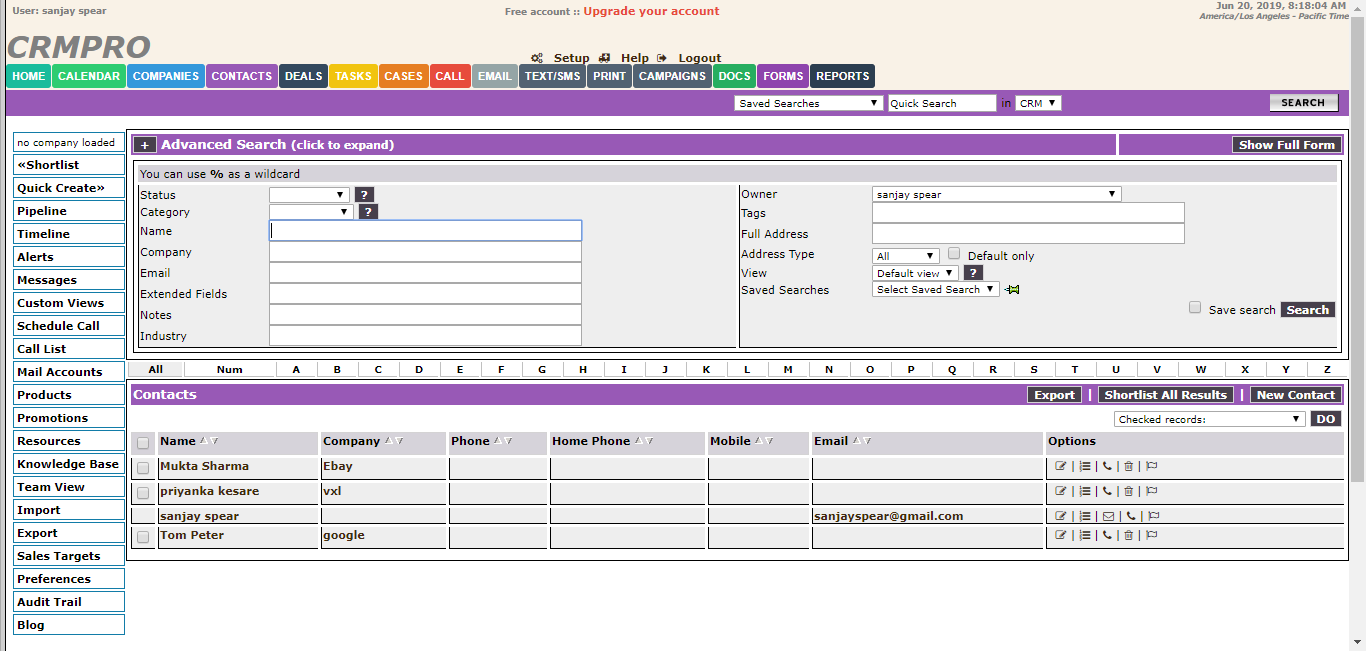 User: sanjay spear
Free account :: Upgrade your account
Jun 20, 2019, 8:18:04 AM
America/Los Angeles - Pacific Time
CRMPRO
Setup Help Logout
HOME CALENDAR COMPANIES CONTACTS DEALS TASKS CASES CALL EMAIL TEXT/SMS PRINT CAMPAIGNS DOCS FORMS REPORTS
Saved Searches Quick Search in CRM SEARCH
no company loaded
«Shortlist
Quick Create»
Pipeline
Timeline
Alerts
Messages
Custom Views
Schedule Call
Call List
Mail Accounts
Products
Promotions
Resources
Knowledge Base
Team View
Import
Export
Sales Targets
Preferences
Audit Trail
Blog
+ Advanced Search (click to expand) Show Full Form
You can use % as a wildcard
Status ?
Category ?
Name
Company
Email
Extended Fields
Notes
Industry
Owner sanjay spear
Tags
Full Address
Address Type All Default only
View Default view ?
Saved Searches Select Saved Search
Save search Search
All Num A B C D E F G H I J K L M N O P Q R S T U V W X Y Z
Contacts Export | Shortlist All Results | New Contact
Checked records: DO
Name Company Phone Home Phone Mobile Email Options
Mukta Sharma Ebay | | | |
priyanka kesare vxl | | | |
sanjay spear sanjayspear@gmail.com | | | |
Tom Peter google | | | |